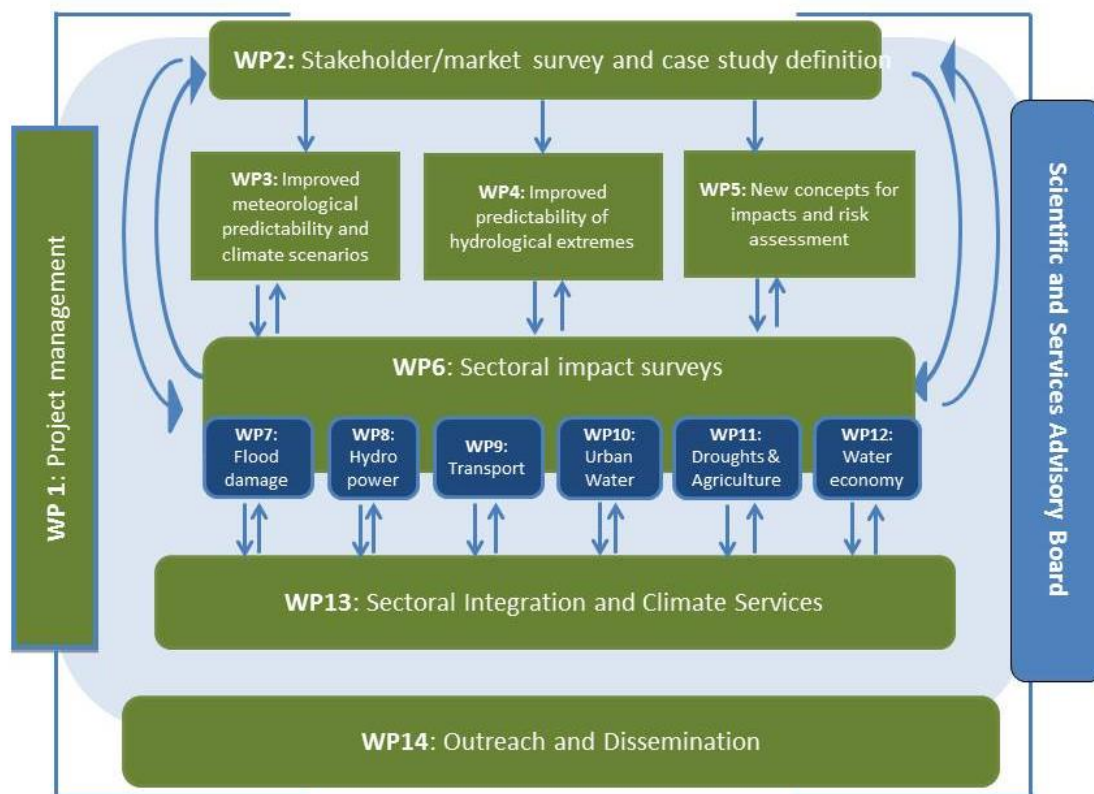 WP2: Stakeholder/market survey and case study definition
WP 1: Project management
Scientific and Services Advisory Board
WP3: Improved
meteorological
predictability and
climate scenarios
WP4: Improved
predictability of
hydrological extremes
WP5: New concepts for
impacts and risk
assessment
WP6: Sectoral impact surveys
WP7:
Flood
damage
WP8:
Hydro
power
WP9:
Transport
WP10:
Urban
Water
WP11:
Droughts &
Agriculture
WP12:
Water
economy
WP13: Sectoral Integration and Climate Services
WP14: Outreach and Dissemination